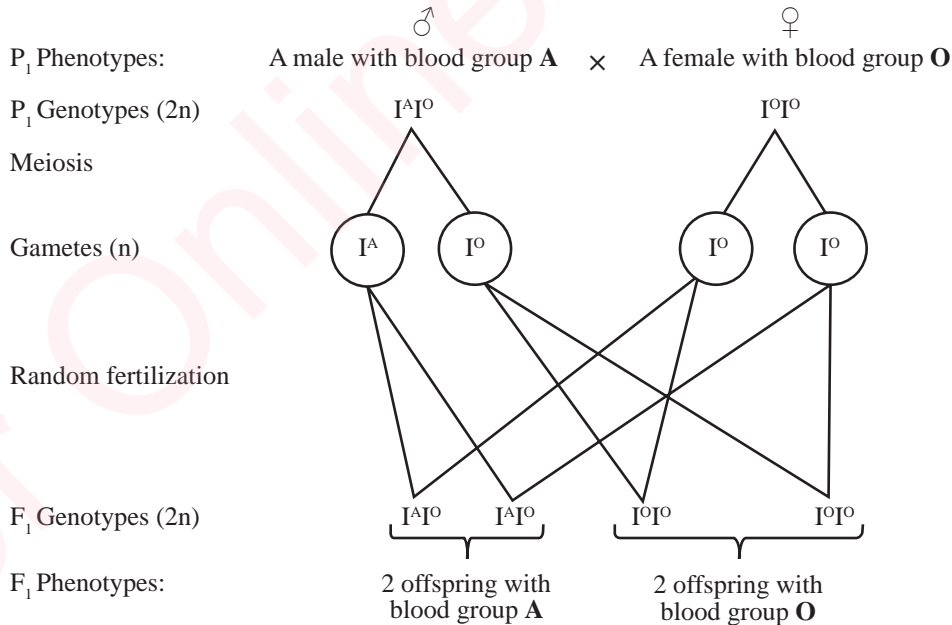 ♂ ♀
P₁ Phenotypes: A male with blood group A × A female with blood group O
P₁ Genotypes (2n) IᴬIᴼ IᴼIᴼ
Meiosis
Gametes (n) Iᴬ Iᴼ Iᴼ Iᴼ
Random fertilization
F₁ Genotypes (2n) IᴬIᴼ IᴬIᴼ IᴼIᴼ IᴼIᴼ
F₁ Phenotypes: 2 offspring with 2 offspring with
blood group A blood group O
Online